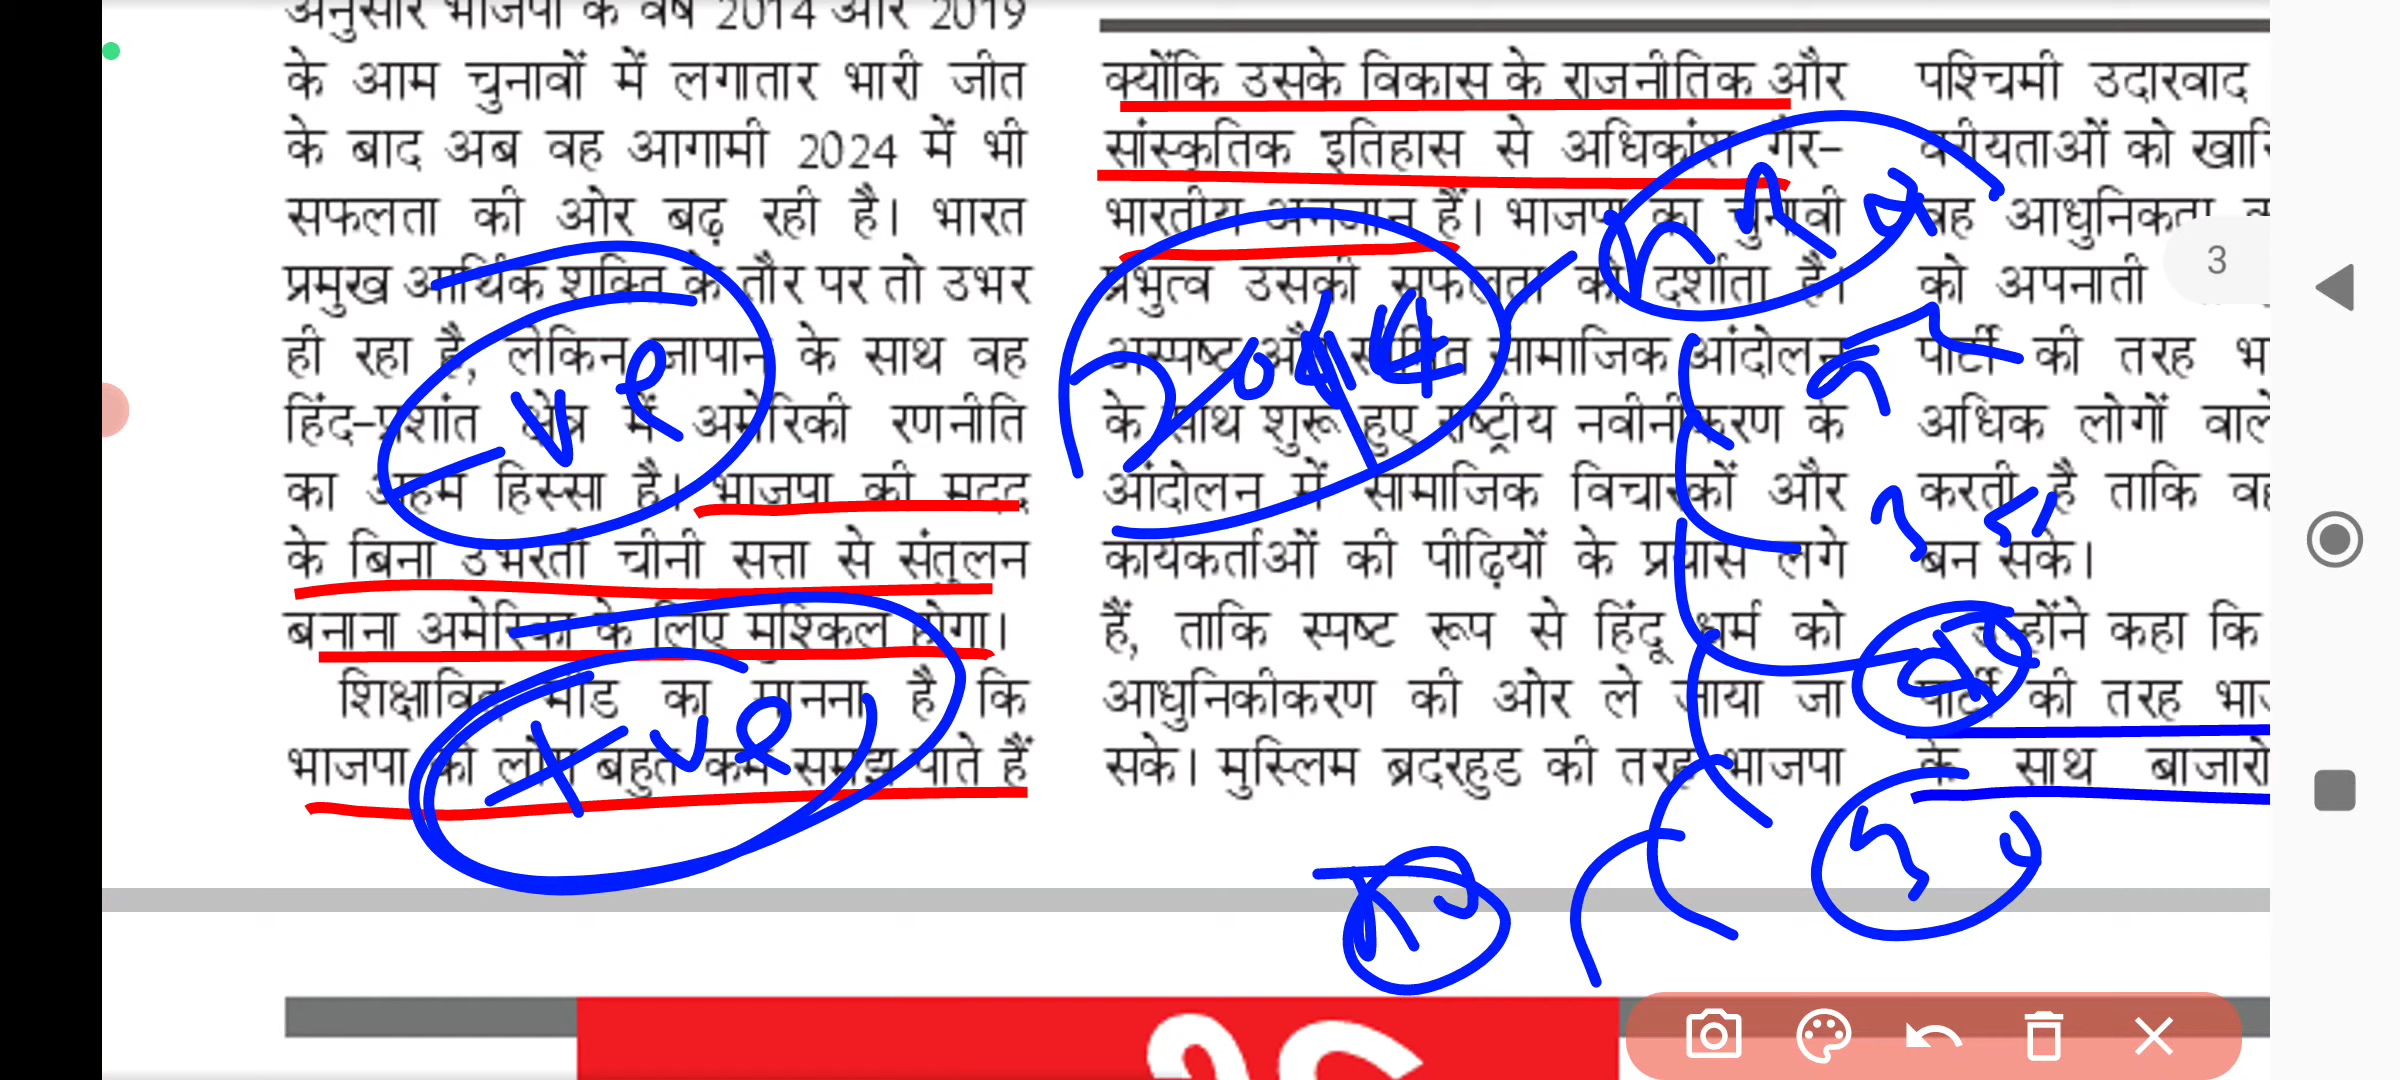 अनुसार भाजपा के वर्ष 2014 और 2019
के आम चुनावों में लगातार भारी जीत
के बाद अब वह आगामी 2024 में भी
सफलता की ओर बढ़ रही है। भारत
प्रमुख आर्थिक शक्ति के तौर पर तो उभर
ही रहा है, लेकिन जापान के साथ वह
हिंद-प्रशांत क्षेत्र में अमेरिकी रणनीति
का अहम हिस्सा है। भाजपा की मदद
के बिना उभरती चीनी सत्ता से संतुलन
बनाना अमेरिका के लिए मुश्किल होगा।
शिक्षाविद मीड का मानना है कि
भाजपा को लोग बहुत कम समझ पाते हैं
क्योंकि उसके विकास के राजनीतिक और
सांस्कृतिक इतिहास से अधिकांश गैर-
भारतीय अनजान हैं। भाजपा का चुनावी
प्रभुत्व उसकी सफलता को दर्शाता है।
अस्पष्ट और सामाजिक आंदोलन
के साथ शुरू हुए राष्ट्रीय नवीनीकरण के
आंदोलन में सामाजिक विचारकों और
कार्यकर्ताओं की पीढ़ियों के प्रयास लगे
हैं, ताकि स्पष्ट रूप से हिंदू धर्म को
आधुनिकीकरण की ओर ले जाया जा
सके। मुस्लिम ब्रदरहुड की तरह भाजपा
पश्चिमी उदारवाद
को
वह आधुनिकता
को अपनाती
पार्टी की तरह
अधिक लोगों
करती है ताकि
बन सके।
उन्होंने कहा कि
पार्टी की तरह
के साथ
-ve
+ve
2014
3